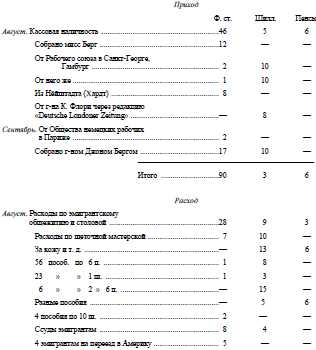 Приход
Ф. ст. Шилл. Пенсы
Август. Кассовая наличность 46 5 6
Собрано мисс Берг 12 — —
От Рабочего союза в Санкт-Георге,
Гамбург 2 10 —
От него же 1 10 —
Из Нёйштадта (Хардт) 8 — —
От г-на К. Флори через редакцию
«Deutsche Londoner Zeitung» — 8 —
Сентябрь. От Общества немецких рабочих
в Париже 2 — —
Собрано г-ном Джоном Бергом 17 10 —
Итого 90 3 6
Расход
Август. Расходы по эмигрантскому
общежитию и столовой 28 9 3
Расходы по щеточной мастерской 7 10 —
За кожу и т. д. — 13 6
56 пособ. по 6 п. 1 8 —
23 » » 1 ш. 1 3 —
6 » » 2 » 6 п. — 15 —
Разные пособия — 5 6
4 пособия по 10 ш. 2 — —
Ссуды эмигрантам 8 4 —
4 эмигрантам на переезд в Америку 5 — —